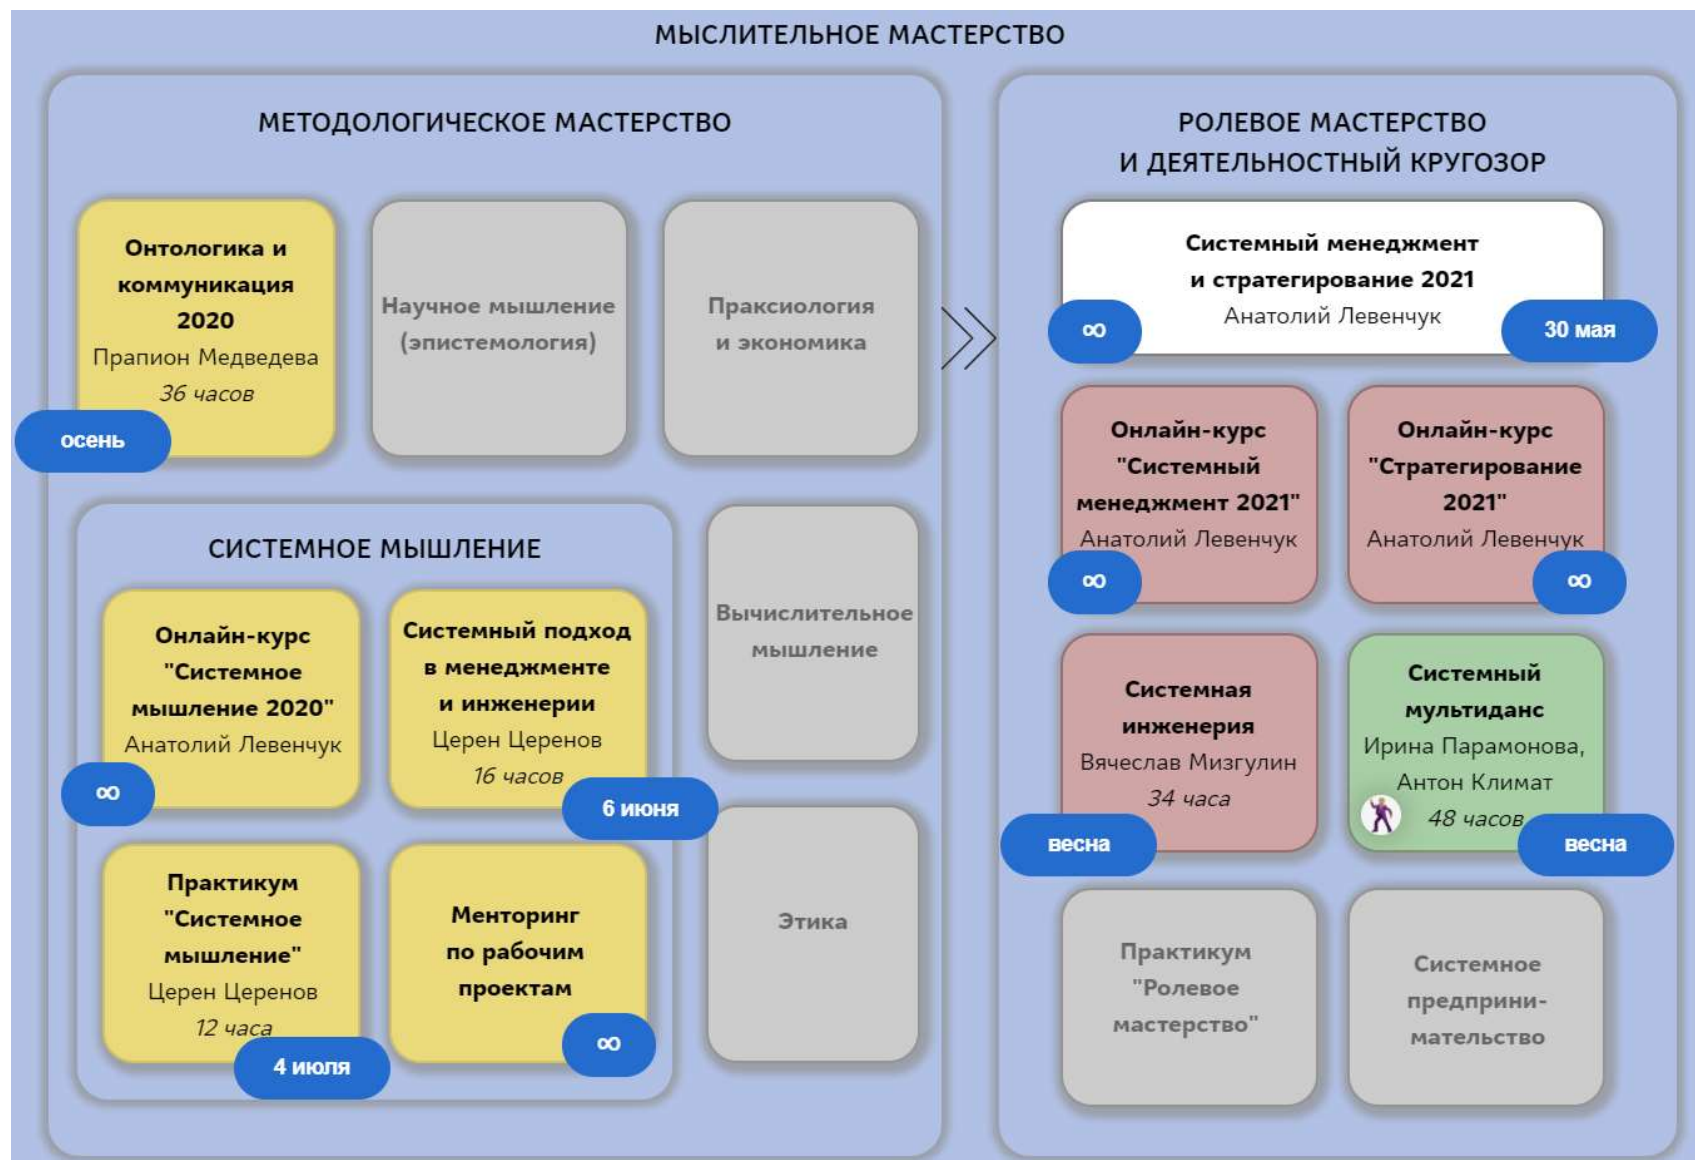 МЫСЛИТЕЛЬНОЕ МАСТЕРСТВО
МЕТОДОЛОГИЧЕСКОЕ МАСТЕРСТВО
Онтологика и
коммуникация
2020
Прапион Медведева
36 часов
осень
Научное мышление
(эпистемология)
Праксиология
и экономика
СИСТЕМНОЕ МЫШЛЕНИЕ
Онлайн-курс
"Системное
мышление 2020"
Анатолий Левенчук
∞
Системный подход
в менеджменте
и инженерии
Церен Церенов
16 часов
6 июня
Практикум
"Системное
мышление"
Церен Церенов
12 часа
4 июля
Менторинг
по рабочим
проектам
∞
Вычислительное
мышление
Этика
РОЛЕВОЕ МАСТЕРСТВО
И ДЕЯТЕЛЬНОСТНЫЙ КРУГОЗОР
Системный менеджмент
и стратегирование 2021
Анатолий Левенчук
∞
30 мая
Онлайн-курс
"Системный
менеджмент 2021"
Анатолий Левенчук
∞
Онлайн-курс
"Стратегирование
2021"
Анатолий Левенчук
∞
Системная
инженерия
Вячеслав Мизгулин
34 часа
весна
Системный
мультиданс
Ирина Парамонова,
Антон Климат
48 часов
весна
Практикум
"Ролевое
мастерство"
Системное
предприни-
мательство